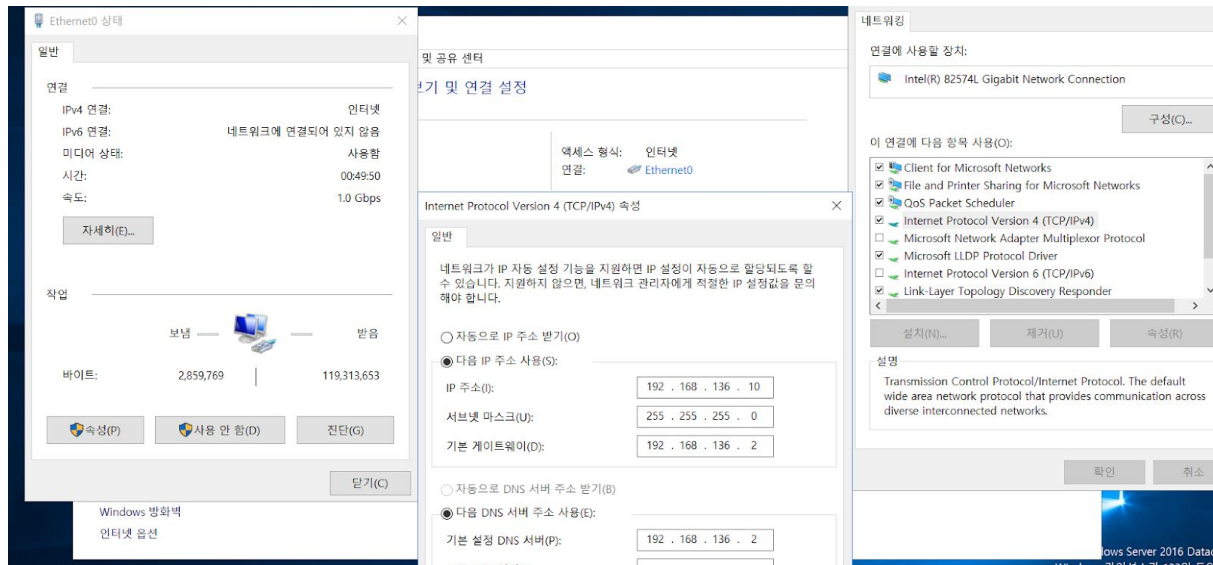 Ethernet0 상태
일반
연결
IPv4 연결: 인터넷
IPv6 연결: 네트워크에 연결되어 있지 않음
미디어 상태: 사용함
시간: 00:49:50
속도: 1.0 Gbps
자세히(E)...
작업
보냄 받음
바이트: 2,859,769 119,313,653
속성(P) 사용 안 함(D) 진단(G)
닫기(C)
Windows 방화벽
인터넷 옵션
및 공유 센터
보기 및 연결 설정
액세스 형식: 인터넷
연결: Ethernet0
Internet Protocol Version 4 (TCP/IPv4) 속성
일반
네트워크가 IP 자동 설정 기능을 지원하면 IP 설정이 자동으로 할당되도록 할
수 있습니다. 지원하지 않으면, 네트워크 관리자에게 적절한 IP 설정값을 문의
해야 합니다.
자동으로 IP 주소 받기(O)
다음 IP 주소 사용(S):
IP 주소(I): 192 . 168 . 136 . 10
서브넷 마스크(U): 255 . 255 . 255 . 0
기본 게이트웨이(D): 192 . 168 . 136 . 2
자동으로 DNS 서버 주소 받기(B)
다음 DNS 서버 주소 사용(E):
기본 설정 DNS 서버(P): 192 . 168 . 136 . 2
네트워킹
연결에 사용할 장치:
Intel(R) 82574L Gigabit Network Connection
구성(C)...
이 연결에 다음 항목 사용(O):
Client for Microsoft Networks
File and Printer Sharing for Microsoft Networks
QoS Packet Scheduler
Internet Protocol Version 4 (TCP/IPv4)
Microsoft Network Adapter Multiplexor Protocol
Microsoft LLDP Protocol Driver
Internet Protocol Version 6 (TCP/IPv6)
Link-Layer Topology Discovery Responder
설치(N)... 제거(U) 속성(R)
설명
Transmission Control Protocol/Internet Protocol. The default
wide area network protocol that provides communication across
diverse interconnected networks.
확인 취소
lows Server 2016 Datac